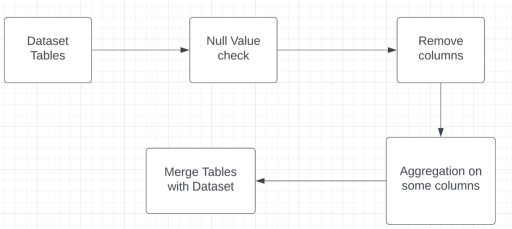 Dataset
Tables
Null Value
check
Remove
columns
Aggregation on
some columns
Merge Tables
with Dataset